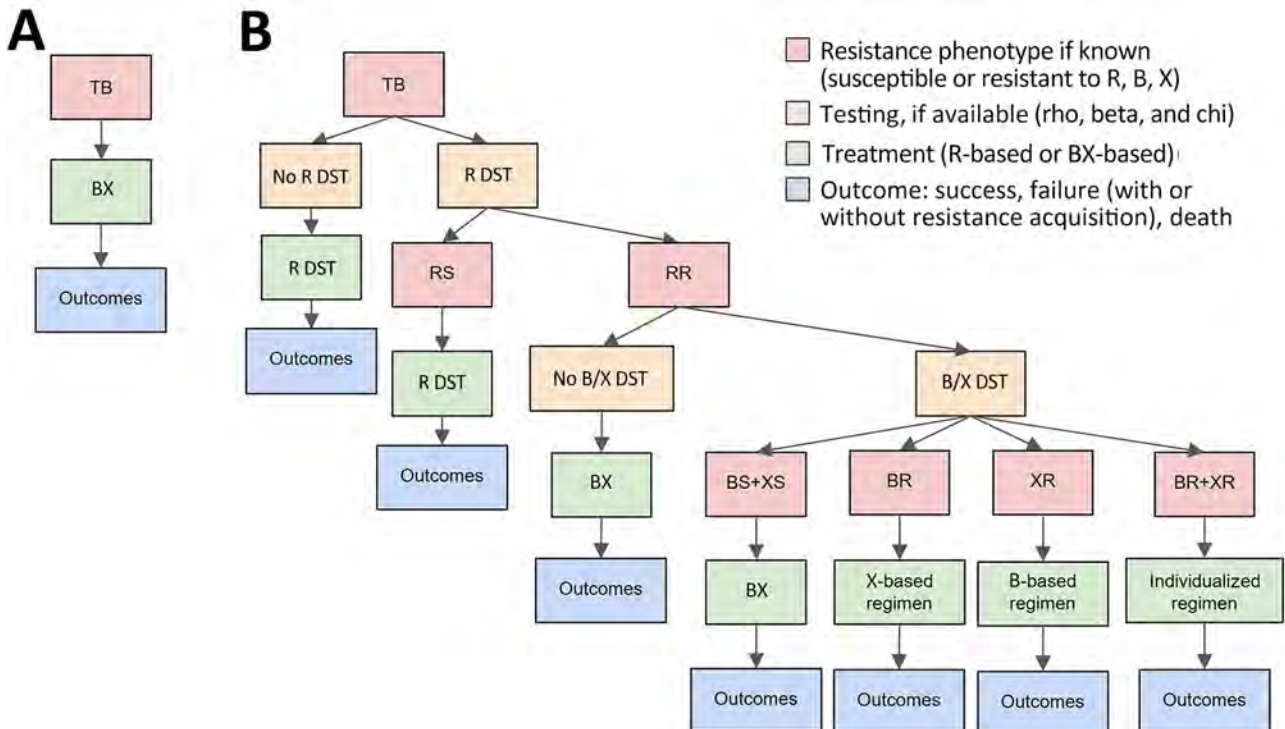 A
TB
BX
Outcomes
B
TB
No R DST
R DST
R DST
RS
RR
Outcomes
R DST
No B/X DST
B/X DST
Outcomes
BX
BS+XS
BR
XR
BR+XR
Outcomes
BX
X-based
regimen
B-based
regimen
Individualized
regimen
Outcomes
Outcomes
Outcomes
Outcomes
Resistance phenotype if known
(susceptible or resistant to R, B, X)
Testing, if available (rho, beta, and chi)
Treatment (R-based or BX-based)
Outcome: success, failure (with or
without resistance acquisition), death